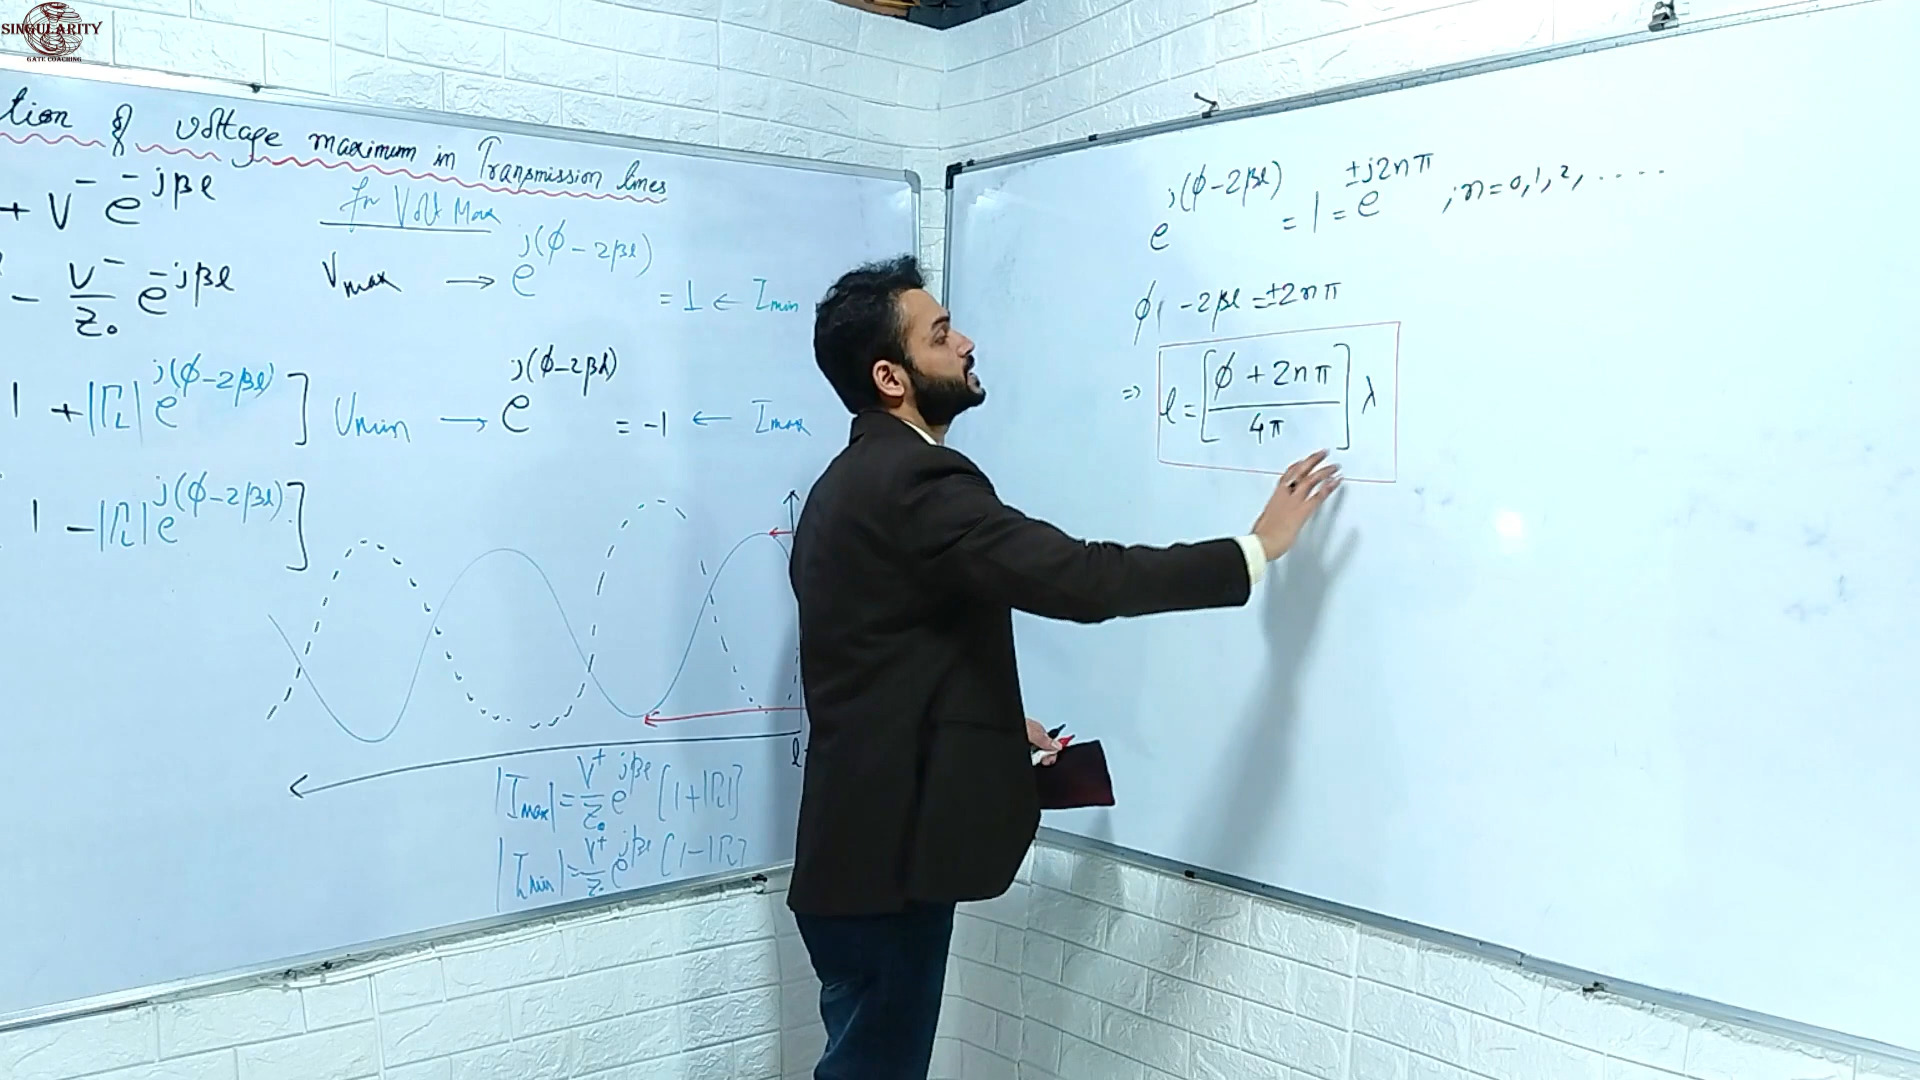 SINGULARITY
GATE COACHING
tion of voltage maximum in Transmission lines
+ V⁻ e^{-jβl}
- V⁻/Z₀ e^{-jβl}
1 + |Γ_L| e^{j(ϕ-2βl)} ]
1 - |Γ_L| e^{j(ϕ-2βl)} ]
for Volt Max
V_max → e^{j(ϕ-2βl)} = 1 ← I_min
V_min → e^{j(ϕ-2βl)} = -1 ← I_max
l
|I_max| = V⁺/Z₀ e^{jβl} [1+|Γ_L|]
|I_min| = V⁺/Z₀ e^{jβl} [1-|Γ_L]
e^{j(ϕ-2βl)} = 1 = e^{±j2nπ} ; n = 0, 1, 2, .....
ϕ - 2βl = ±2nπ
⇒ l = [ϕ + 2nπ / 4π] λ